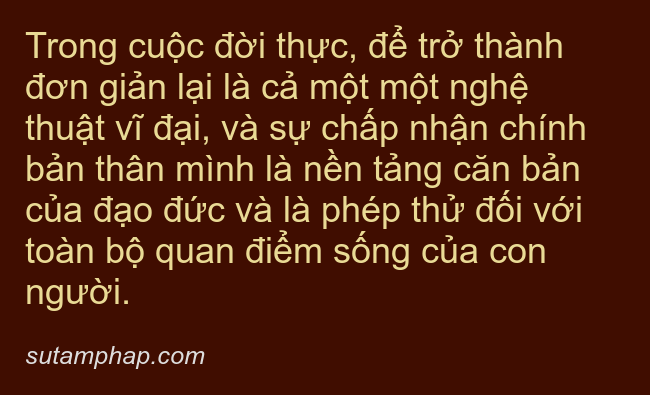 Trong cuộc đời thực, để trở thành
đơn giản lại là cả một một nghệ
thuật vĩ đại, và sự chấp nhận chính
bản thân mình là nền tảng căn bản
của đạo đức và là phép thử đối với
toàn bộ quan điểm sống của con
người.
sutamphap.com